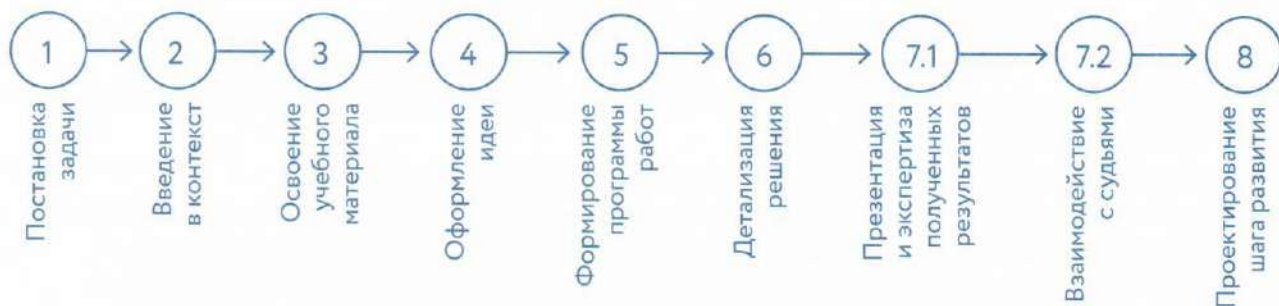 1
Постановка
задачи
2
Введение
в контекст
3
Освоение
учебного
материала
4
Оформление
идеи
5
Формирование
программы
работ
6
Детализация
решения
7.1
Презентация
и экспертиза
полученных
результатов
7.2
Взаимодействие
с судьями
8
Проектирование
шага развития